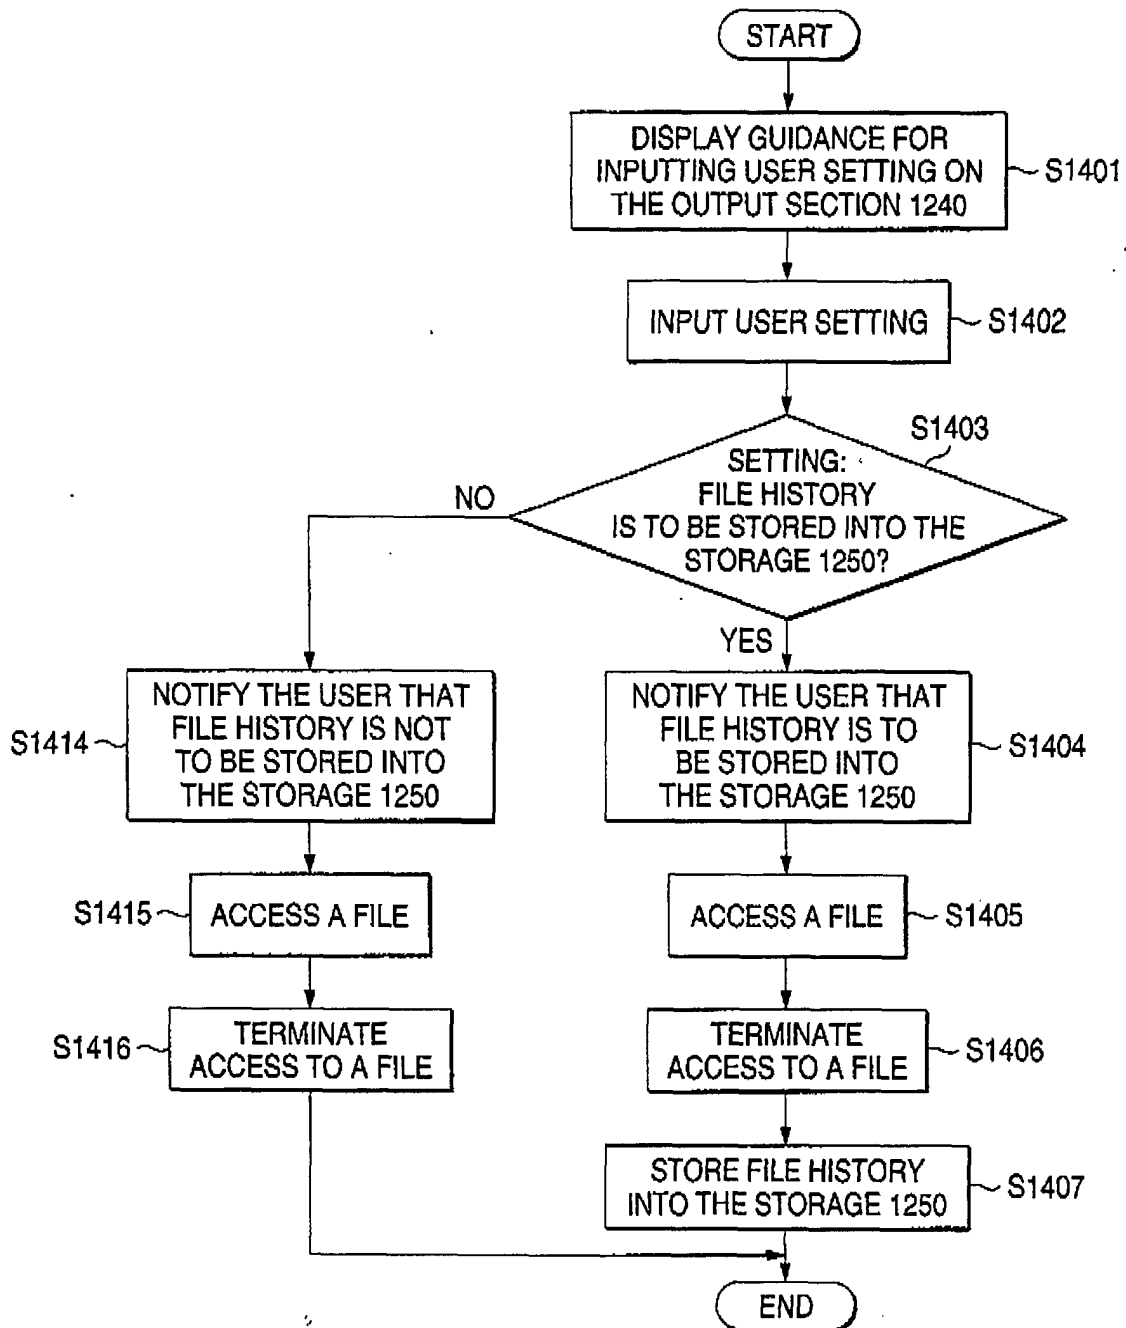 START
DISPLAY GUIDANCE FOR
INPUTTING USER SETTING ON
THE OUTPUT SECTION 1240
S1401
INPUT USER SETTING
S1402
S1403
SETTING:
FILE HISTORY
IS TO BE STORED INTO THE
STORAGE 1250?
NO
YES
NOTIFY THE USER THAT
FILE HISTORY IS NOT
TO BE STORED INTO
THE STORAGE 1250
S1414
NOTIFY THE USER THAT
FILE HISTORY IS TO
BE STORED INTO
THE STORAGE 1250
S1404
S1415
ACCESS A FILE
ACCESS A FILE
S1405
S1416
TERMINATE
ACCESS TO A FILE
TERMINATE
ACCESS TO A FILE
S1406
STORE FILE HISTORY
INTO THE STORAGE 1250
S1407
END